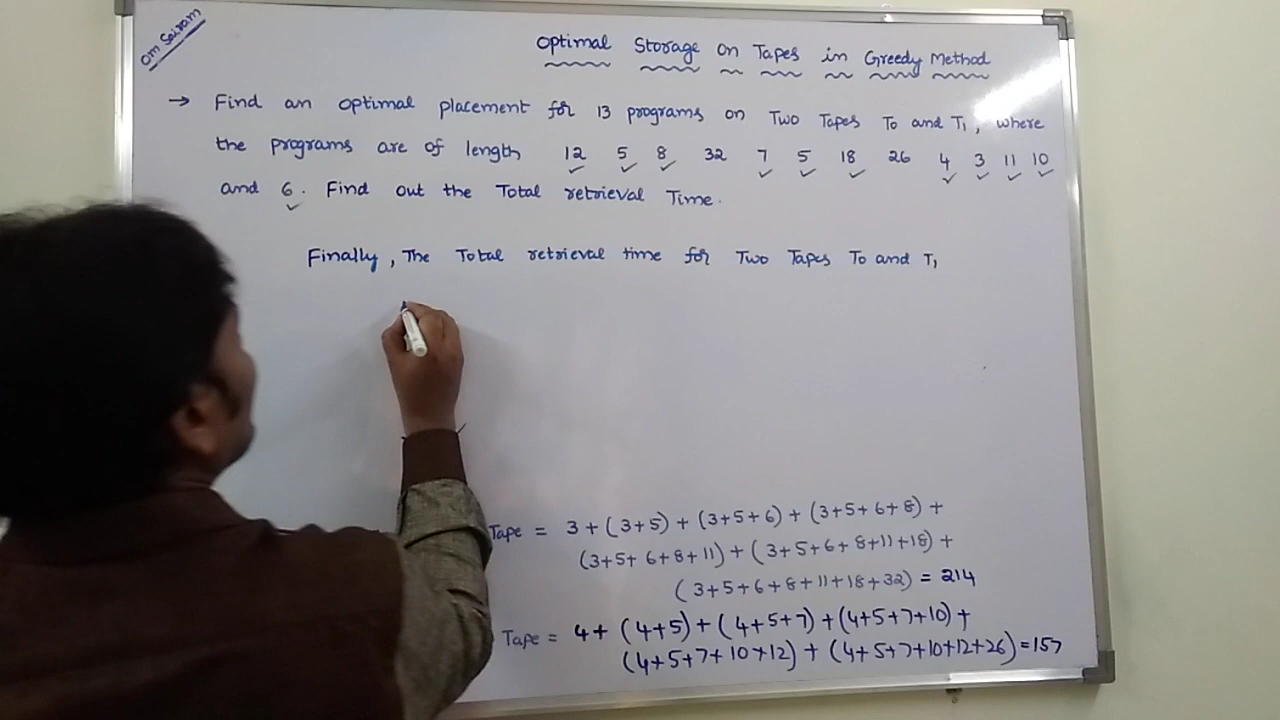 Om Sairam
Optimal Storage on Tapes in Greedy Method
→ Find an optimal placement for 13 programs on Two Tapes T0 and T1, where
the programs are of length 12 5 8 32 7 5 18 26 4 3 11 10
and 6. Find out the Total retrieval Time.
Finally, The Total retrieval time for Two Tapes T0 and T1
Tape = 3+(3+5)+(3+5+6)+(3+5+6+8)+
(3+5+6+8+11)+(3+5+6+8+11+18)+
(3+5+6+8+11+18+32) = 214
Tape = 4+(4+5)+(4+5+7)+(4+5+7+10)+
(4+5+7+10+12)+(4+5+7+10+12+26)=157